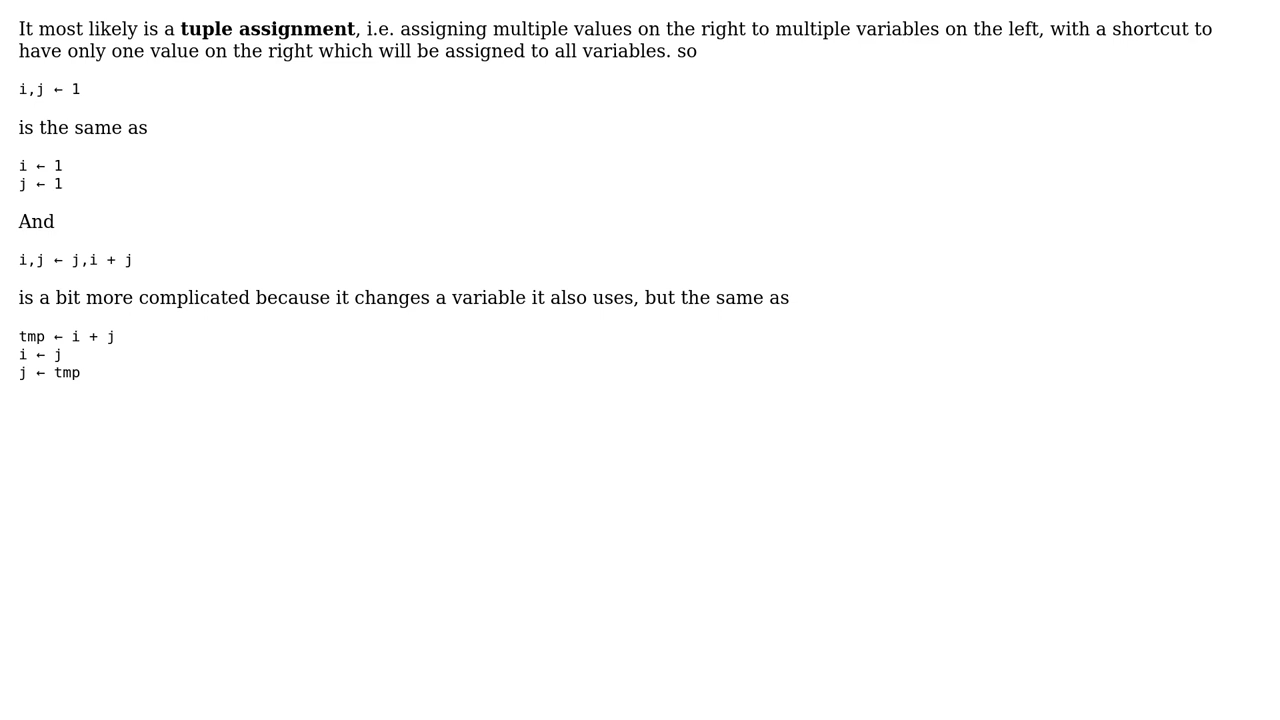 It most likely is a tuple assignment, i.e. assigning multiple values on the right to multiple variables on the left, with a shortcut to
have only one value on the right which will be assigned to all variables. so
i,j ← 1
is the same as
i ← 1
j ← 1
And
i,j ← j,i + j
is a bit more complicated because it changes a variable it also uses, but the same as
tmp ← i + j
i ← j
j ← tmp